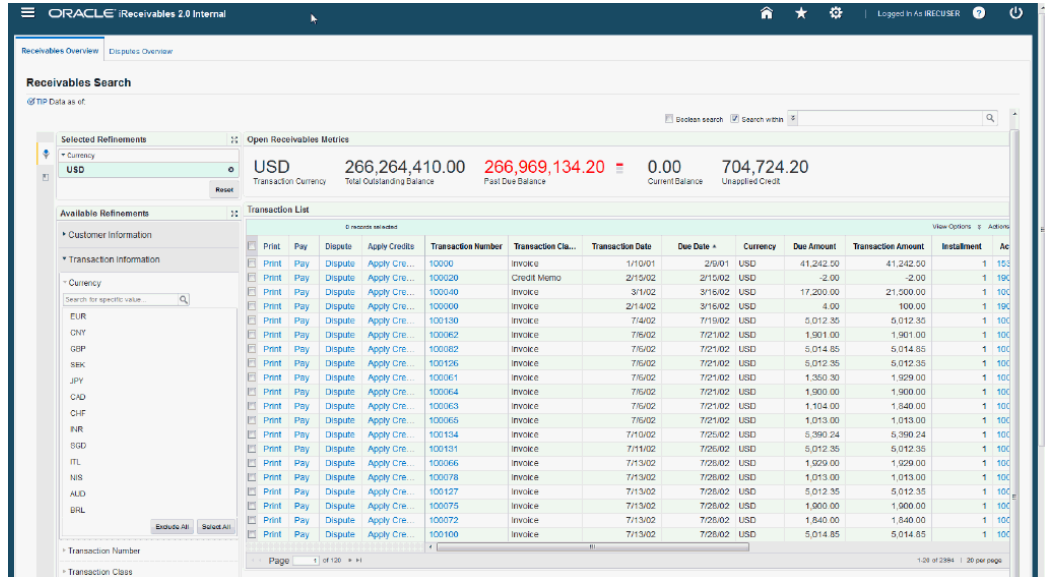 ORACLE iReceivables 2.0 Internal
Logged In As IRECUSER ?
Receivables Overview Disputes Overview
Receivables Search
TIP Data as of:
Boolean search Search within
Selected Refinements
Currency
USD
Reset
Open Receivables Metrics
USD 266,264,410.00 266,969,134.20 0.00 704,724.20
Transaction Currency Total Outstanding Balance Past Due Balance Current Balance Unapplied Credit
Available Refinements
Customer Information
Transaction Information
Currency
Search for specific value...
EUR
CNY
GBP
SEK
JPY
CAD
CHF
INR
SGD
ITL
NIS
AUD
BRL
Exclude All Select All
Transaction Number
Transaction Class
Transaction List
0 records selected View Options Actions
Print Pay Dispute Apply Credits Transaction Number Transaction Cla... Transaction Date Due Date Currency Due Amount Transaction Amount Installment Ac
Print Pay Dispute Apply Cre... 10000 Invoice 1/10/01 2/9/01 USD 41,242.50 41,242.50 1 153
Print Pay Dispute Apply Cre... 100020 Credit Memo 2/15/02 2/15/02 USD -2.00 -2.00 1 190
Print Pay Dispute Apply Cre... 100040 Invoice 3/1/02 3/16/02 USD 17,200.00 21,500.00 1 100
Print Pay Dispute Apply Cre... 100000 Invoice 2/14/02 3/16/02 USD 4.00 100.00 1 190
Print Pay Dispute Apply Cre... 100130 Invoice 7/4/02 7/19/02 USD 5,012.35 5,012.35 1 100
Print Pay Dispute Apply Cre... 100062 Invoice 7/6/02 7/21/02 USD 1,901.00 1,901.00 1 100
Print Pay Dispute Apply Cre... 100082 Invoice 7/6/02 7/21/02 USD 5,014.85 5,014.85 1 100
Print Pay Dispute Apply Cre... 100126 Invoice 7/6/02 7/21/02 USD 5,012.35 5,012.35 1 100
Print Pay Dispute Apply Cre... 100061 Invoice 7/6/02 7/21/02 USD 1,350.30 1,929.00 1 100
Print Pay Dispute Apply Cre... 100064 Invoice 7/6/02 7/21/02 USD 1,900.00 1,900.00 1 100
Print Pay Dispute Apply Cre... 100063 Invoice 7/6/02 7/21/02 USD 1,104.00 1,840.00 1 100
Print Pay Dispute Apply Cre... 100065 Invoice 7/6/02 7/21/02 USD 1,013.00 1,013.00 1 100
Print Pay Dispute Apply Cre... 100134 Invoice 7/10/02 7/25/02 USD 5,390.24 5,390.24 1 100
Print Pay Dispute Apply Cre... 100131 Invoice 7/11/02 7/26/02 USD 5,012.35 5,012.35 1 100
Print Pay Dispute Apply Cre... 100066 Invoice 7/13/02 7/28/02 USD 1,929.00 1,929.00 1 100
Print Pay Dispute Apply Cre... 100078 Invoice 7/13/02 7/28/02 USD 1,013.00 1,013.00 1 100
Print Pay Dispute Apply Cre... 100127 Invoice 7/13/02 7/28/02 USD 5,012.35 5,012.35 1 100
Print Pay Dispute Apply Cre... 100075 Invoice 7/13/02 7/28/02 USD 1,900.00 1,900.00 1 100
Print Pay Dispute Apply Cre... 100072 Invoice 7/13/02 7/28/02 USD 1,840.00 1,840.00 1 100
Print Pay Dispute Apply Cre... 100100 Invoice 7/13/02 7/28/02 USD 5,014.85 5,014.85 1 100
Page 1 of 120 20 per page